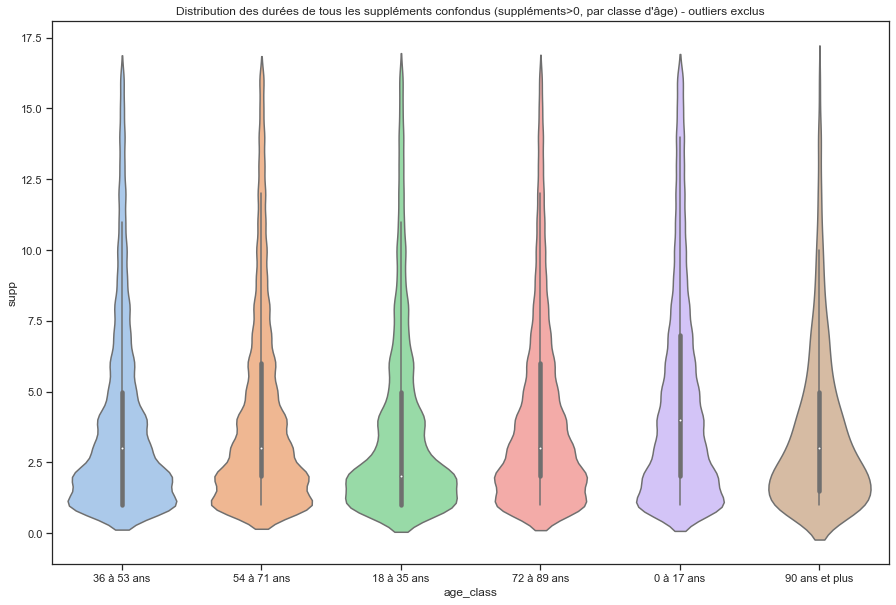 Distribution des durées de tous les suppléments confondus (suppléments>0, par classe d'âge) - outliers exclus
17.5
15.0
12.5
10.0
7.5
5.0
2.5
0.0
supp
36 à 53 ans
54 à 71 ans
18 à 35 ans
72 à 89 ans
0 à 17 ans
90 ans et plus
age_class